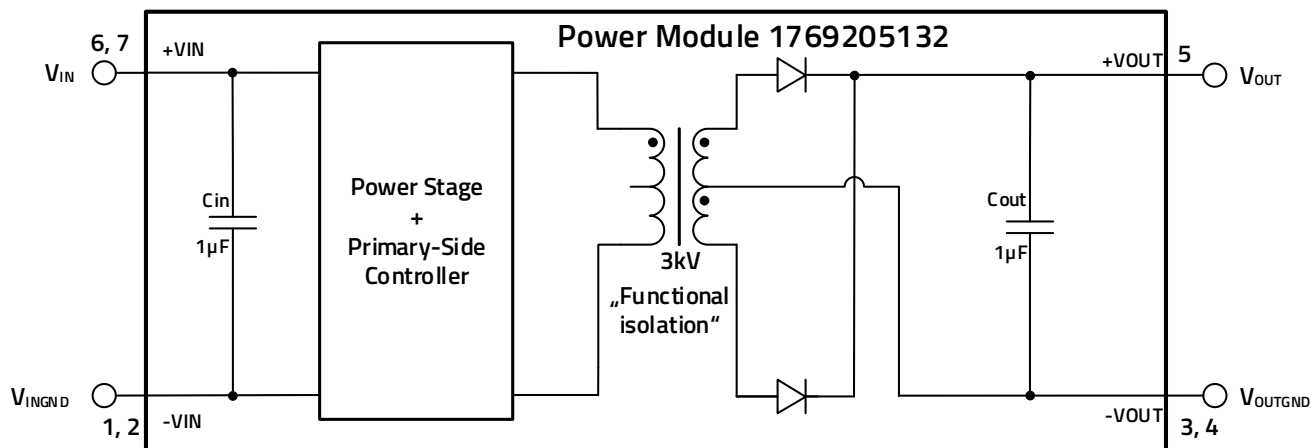 Power Module 1769205132
6, 7
+VIN
VIN
+VOUT
5
VOUT
Cin
1µF
Power Stage
+
Primary-Side
Controller
3kV
„Functional
isolation“
Cout
1µF
VINGND
1, 2
-VIN
-VOUT
VOUTGND
3, 4